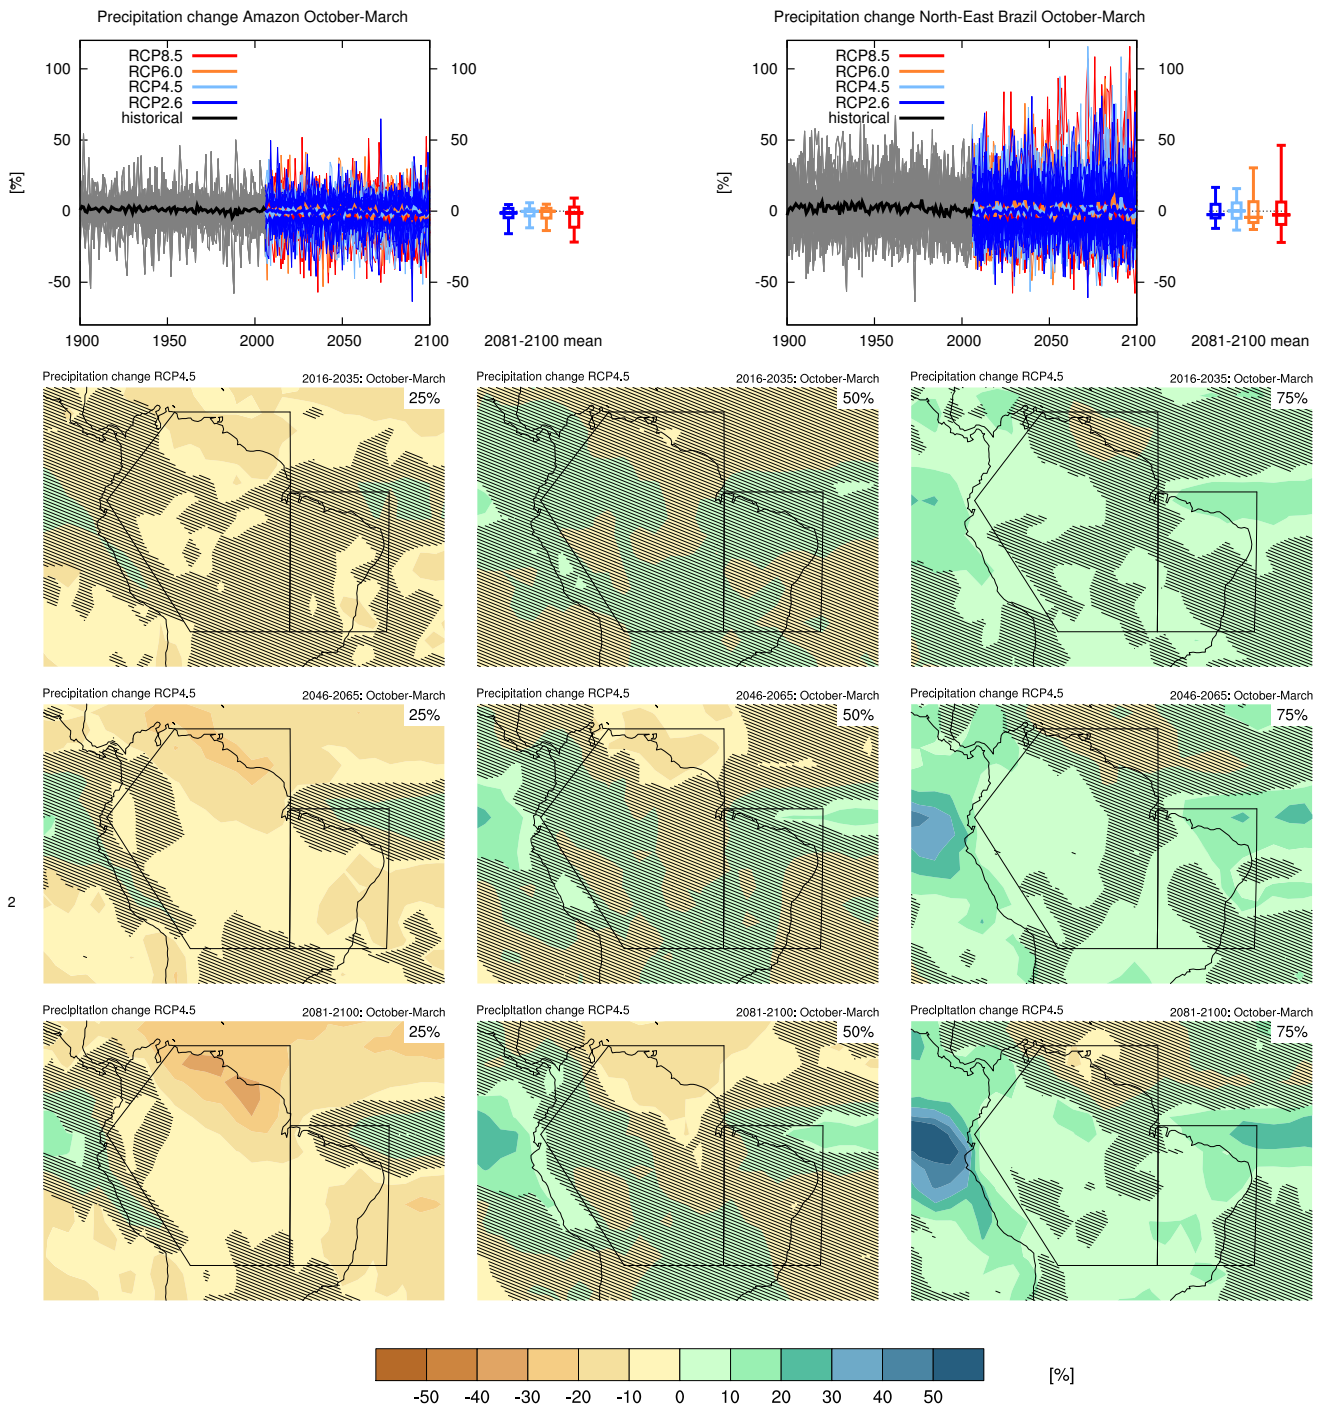 Precipitation change Amazon October-March
[%]
100
50
0
-50
RCP8.5
RCP6.0
RCP4.5
RCP2.6
historical
100
50
0
-50
1900 1950 2000 2050 2100
2081-2100 mean
Precipitation change North-East Brazil October-March
[%]
100
50
0
-50
RCP8.5
RCP6.0
RCP4.5
RCP2.6
historical
100
50
0
-50
1900 1950 2000 2050 2100
2081-2100 mean
Precipitation change RCP4.5 2016-2035: October-March
25%
Precipitation change RCP4.5 2016-2035: October-March
50%
Precipitation change RCP4.5 2016-2035: October-March
75%
Precipitation change RCP4.5 2046-2065: October-March
25%
Precipitation change RCP4.5 2046-2065: October-March
50%
Precipitation change RCP4.5 2046-2065: October-March
75%
2
Precipitation change RCP4.5 2081-2100: October-March
25%
Precipitation change RCP4.5 2081-2100: October-March
50%
Precipitation change RCP4.5 2081-2100: October-March
75%
-50 -40 -30 -20 -10 0 10 20 30 40 50
[%]